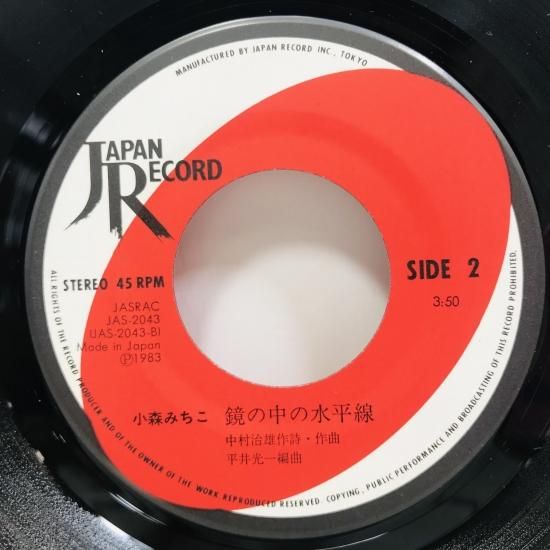 MANUFACTURED BY JAPAN RECORD INC., TOKYO
JAPAN
RECORD
STEREO 45 RPM
SIDE 2
JASRAC
JAS-2043
(JAS-2043-B)
Made in Japan
Ⓟ1983
3:50
小森みちこ 鏡の中の水平線
中村治雄作詩・作曲
平井光一編曲
ALL RIGHTS OF THE RECORD PRODUCER AND OF THE OWNER OF THE WORK REPRODUCED RESERVED. COPYING, PUBLIC PERFORMANCE AND BROADCASTING OF THIS RECORD PROHIBITED.